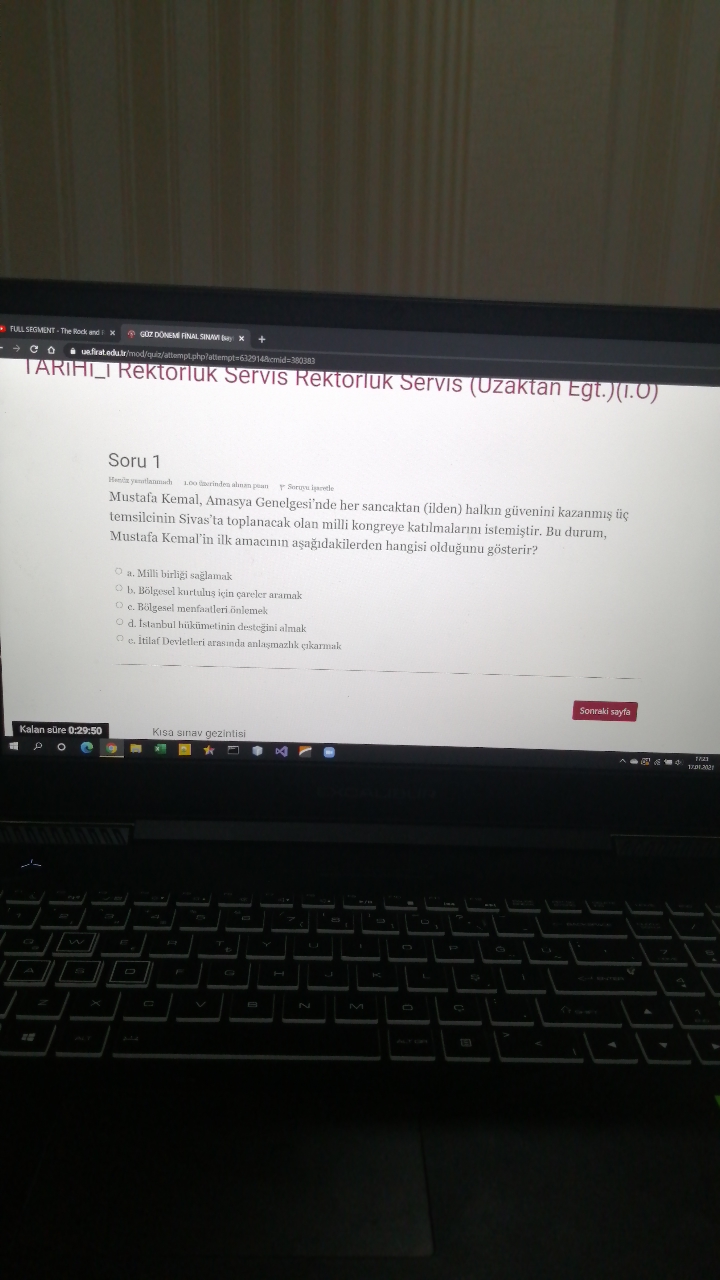 FULL SEGMENT - The Rock and
GÜZ DÖNEMİ FİNAL SINAVI (say
ue.firat.edu.tr/mod/quiz/attempt.php?attempt=632914&cmid=380383
TARİHİ_İ Rektörlük Servis Rektörlük Servis (Uzaktan Eğt.)(İ.Ö)
Soru 1
Henüz yanıtlanmadı 1.00 üzerinden alınan puan Soruyu işaretle
Mustafa Kemal, Amasya Genelgesi'nde her sancaktan (ilden) halkın güvenini kazanmış üç
temsilcinin Sivas'ta toplanacak olan milli kongreye katılmalarını istemiştir. Bu durum,
Mustafa Kemal'in ilk amacının aşağıdakilerden hangisi olduğunu gösterir?
a. Milli birliği sağlamak
b. Bölgesel kurtuluş için çareler aramak
c. Bölgesel menfaatleri önlemek
d. İstanbul hükümetinin desteğini almak
e. İtilaf Devletleri arasında anlaşmazlık çıkarmak
Sonraki sayfa
Kalan süre 0:29:50
Kısa sınav gezintisi
17:23
17.01.2021
W E R T Y U I O P Ğ Ü
A S D F G H J K L Ş İ
Z X C V B N M Ö Ç
ALT